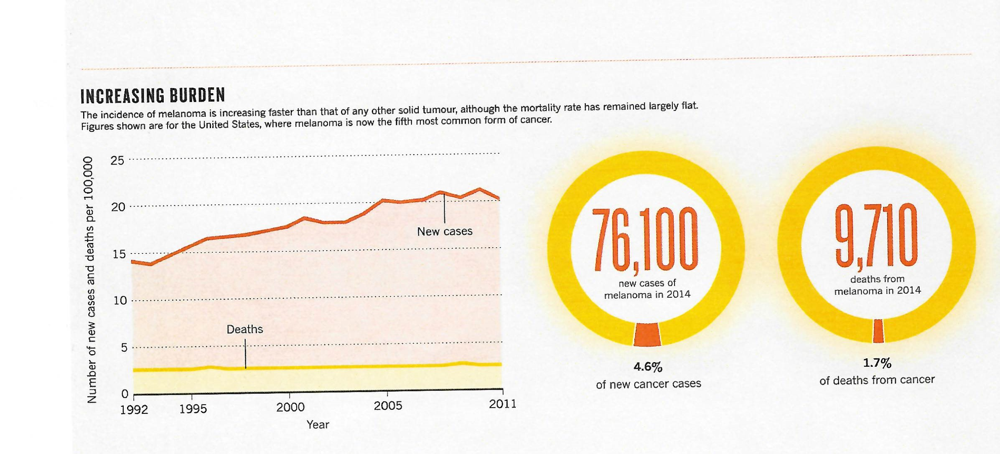 INCREASING BURDEN
The incidence of melanoma is increasing faster than that of any other solid tumour, although the mortality rate has remained largely flat.
Figures shown are for the United States, where melanoma is now the fifth most common form of cancer.
Number of new cases and deaths per 100,000
25
20
15
10
5
0
New cases
Deaths
1992 1995 2000 2005 2011
Year
76,100
new cases of
melanoma in 2014
4.6%
of new cancer cases
9,710
deaths from
melanoma in 2014
1.7%
of deaths from cancer